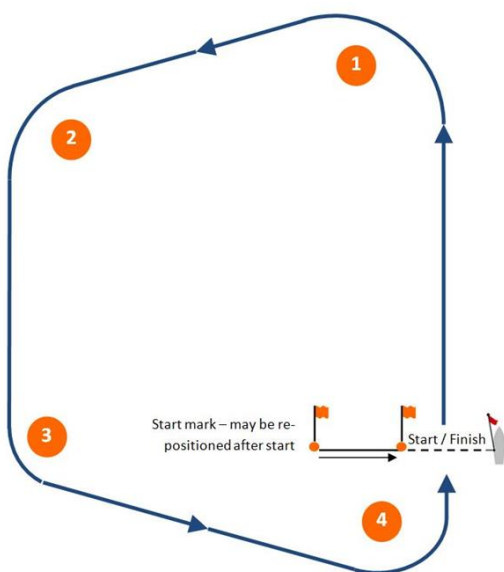 1
2
3
Start mark – may be re-
positioned after start
Start / Finish
4